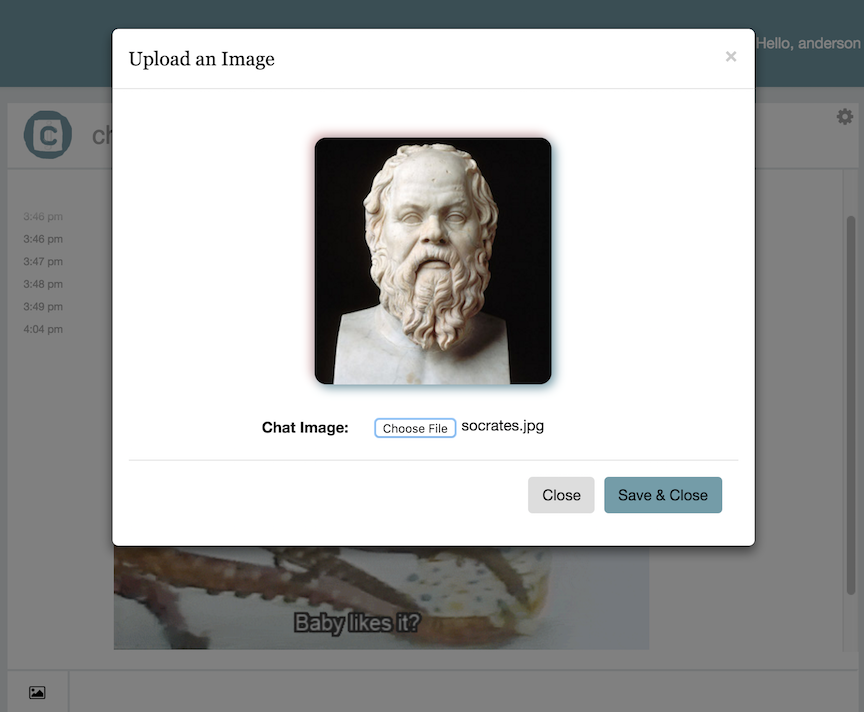 Upload an Image
×
Hello, anderson
C
ch
3:46 pm
3:46 pm
3:47 pm
3:48 pm
3:49 pm
4:04 pm
Chat Image: Choose File socrates.jpg
Close Save & Close
Baby likes it?